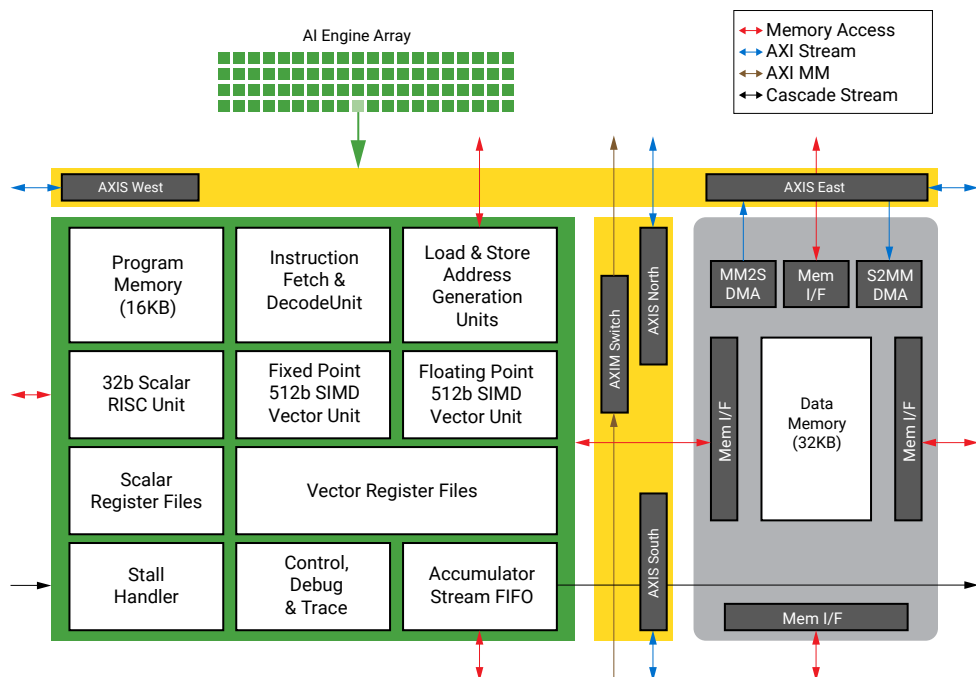 AI Engine Array
Memory Access
AXI Stream
AXI MM
Cascade Stream
AXIS West
AXIS East
Program
Memory
(16KB)
Instruction
Fetch &
DecodeUnit
Load & Store
Address
Generation
Units
AXIM Switch
AXIS North
MM2S
DMA
Mem
I/F
S2MM
DMA
32b Scalar
RISC Unit
Fixed Point
512b SIMD
Vector Unit
Floating Point
512b SIMD
Vector Unit
Mem I/F
Data
Memory
(32KB)
Mem I/F
Scalar
Register Files
Vector Register Files
Stall
Handler
Control,
Debug
& Trace
Accumulator
Stream FIFO
AXIS South
Mem I/F